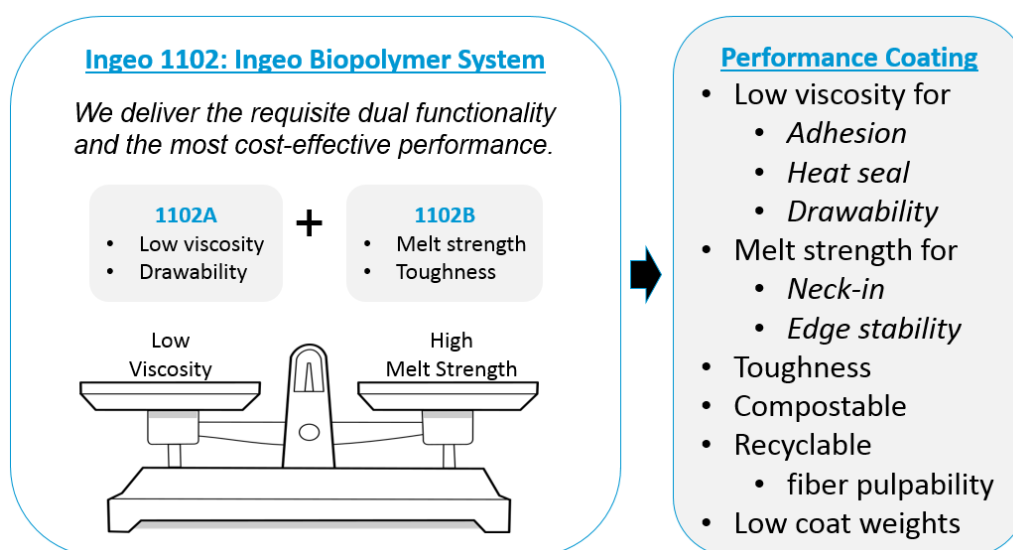 Ingeo 1102: Ingeo Biopolymer System
We deliver the requisite dual functionality
and the most cost-effective performance.
1102A
• Low viscosity
• Drawability
+
1102B
• Melt strength
• Toughness
Low
Viscosity
High
Melt Strength
Performance Coating
• Low viscosity for
• Adhesion
• Heat seal
• Drawability
• Melt strength for
• Neck-in
• Edge stability
• Toughness
• Compostable
• Recyclable
• fiber pulpability
• Low coat weights